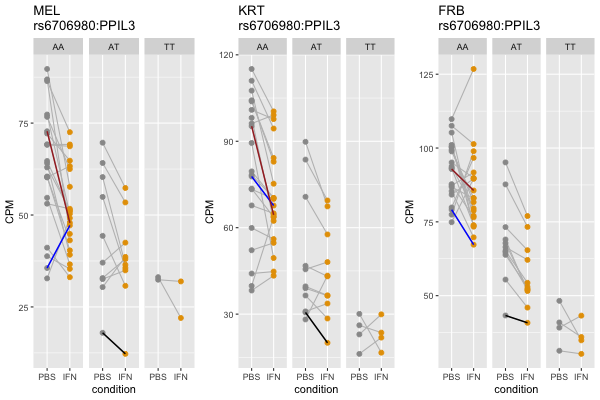 MEL
rs6706980:PPIL3
AA AT TT
CPM
75
50
25
PBS IFN PBS IFN PBS IFN
condition
KRT
rs6706980:PPIL3
AA AT TT
CPM
120
90
60
30
PBS IFN PBS IFN PBS IFN
condition
FRB
rs6706980:PPIL3
AA AT TT
CPM
125
100
75
50
PBS IFN PBS IFN PBS IFN
condition